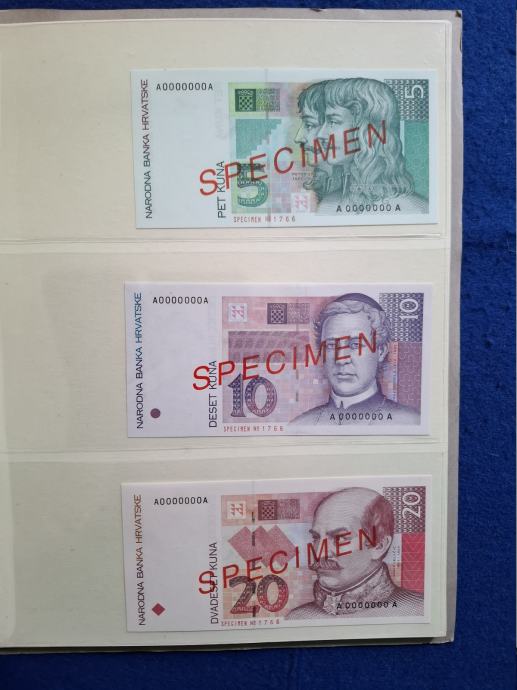 NARODNA BANKA HRVATSKE
A0000000A
5
PET KUNA
SPECIMEN
5
A 0000000 A
SPECIMEN Nº 1766
NARODNA BANKA HRVATSKE
A0000000A
10
DESET KUNA
SPECIMEN
10
A 0000000 A
SPECIMEN Nº 1766
NARODNA BANKA HRVATSKE
A0000000A
20
DVADESET KUNA
SPECIMEN
20
A 0000000 A
SPECIMEN Nº 1766